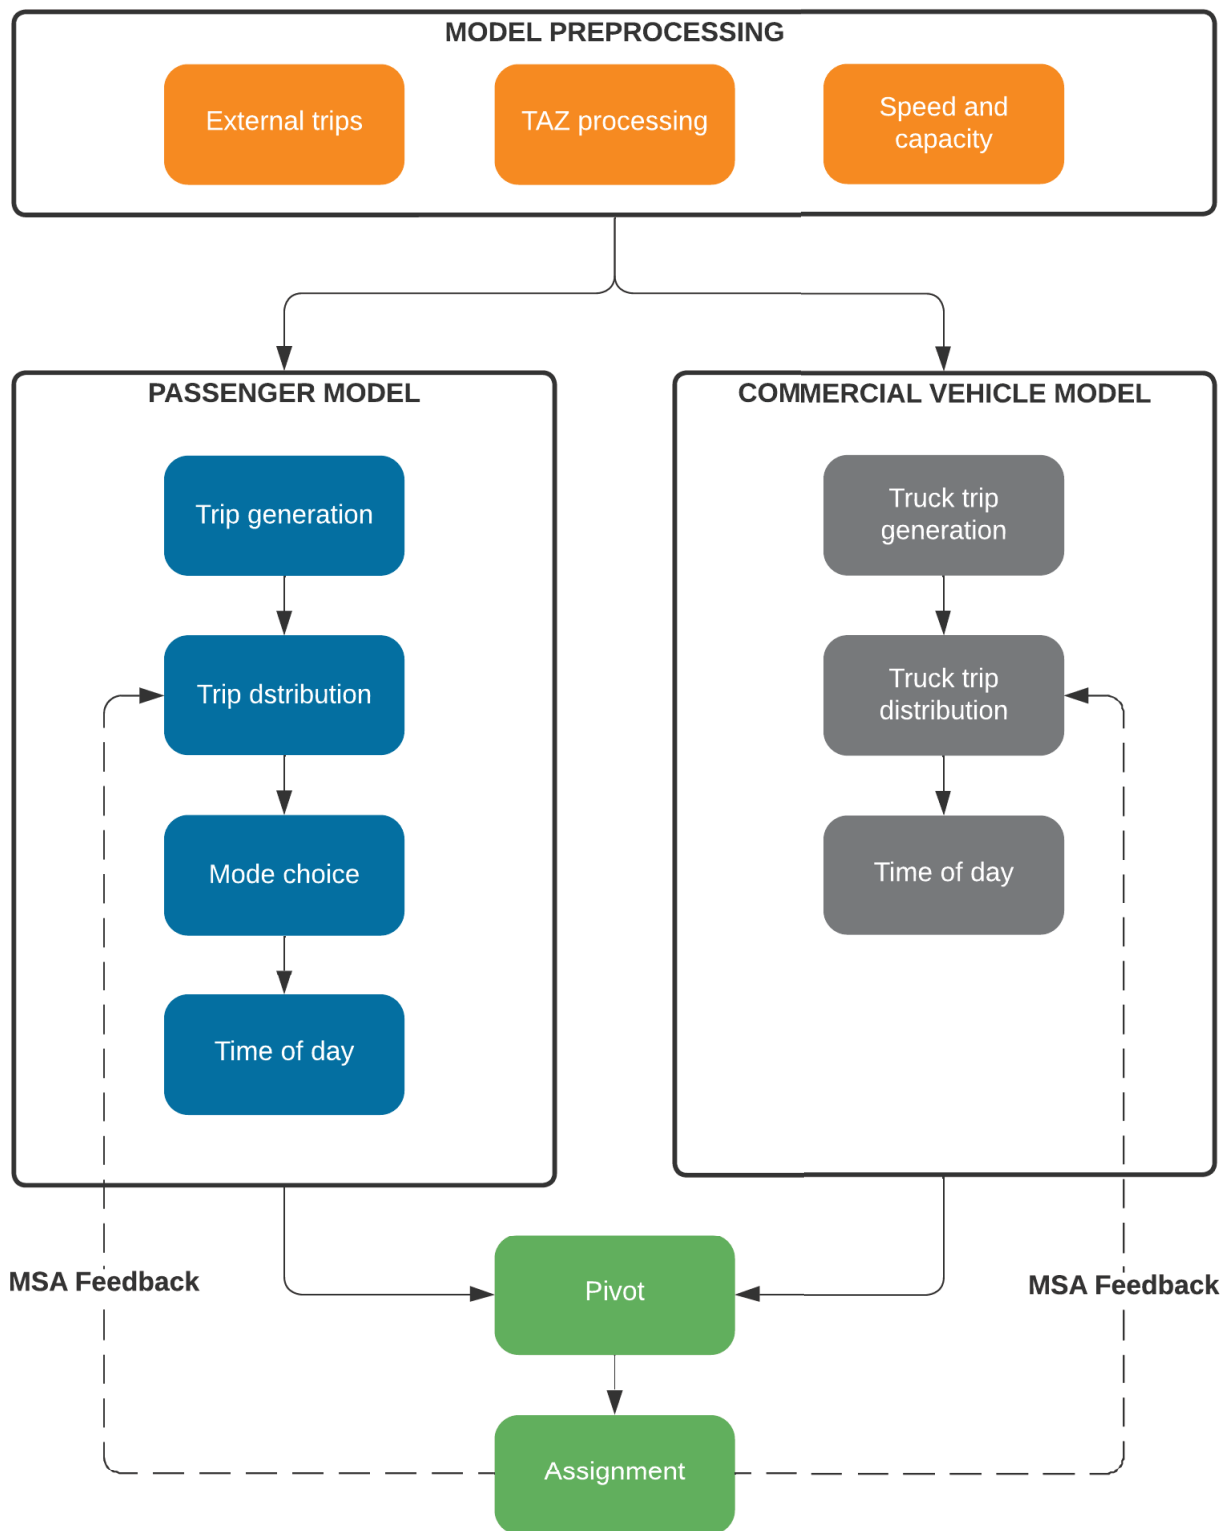 MODEL PREPROCESSING
External trips
TAZ processing
Speed and
capacity
PASSENGER MODEL
Trip generation
Trip dstribution
Mode choice
Time of day
COMMERCIAL VEHICLE MODEL
Truck trip
generation
Truck trip
distribution
Time of day
MSA Feedback
Pivot
MSA Feedback
Assignment